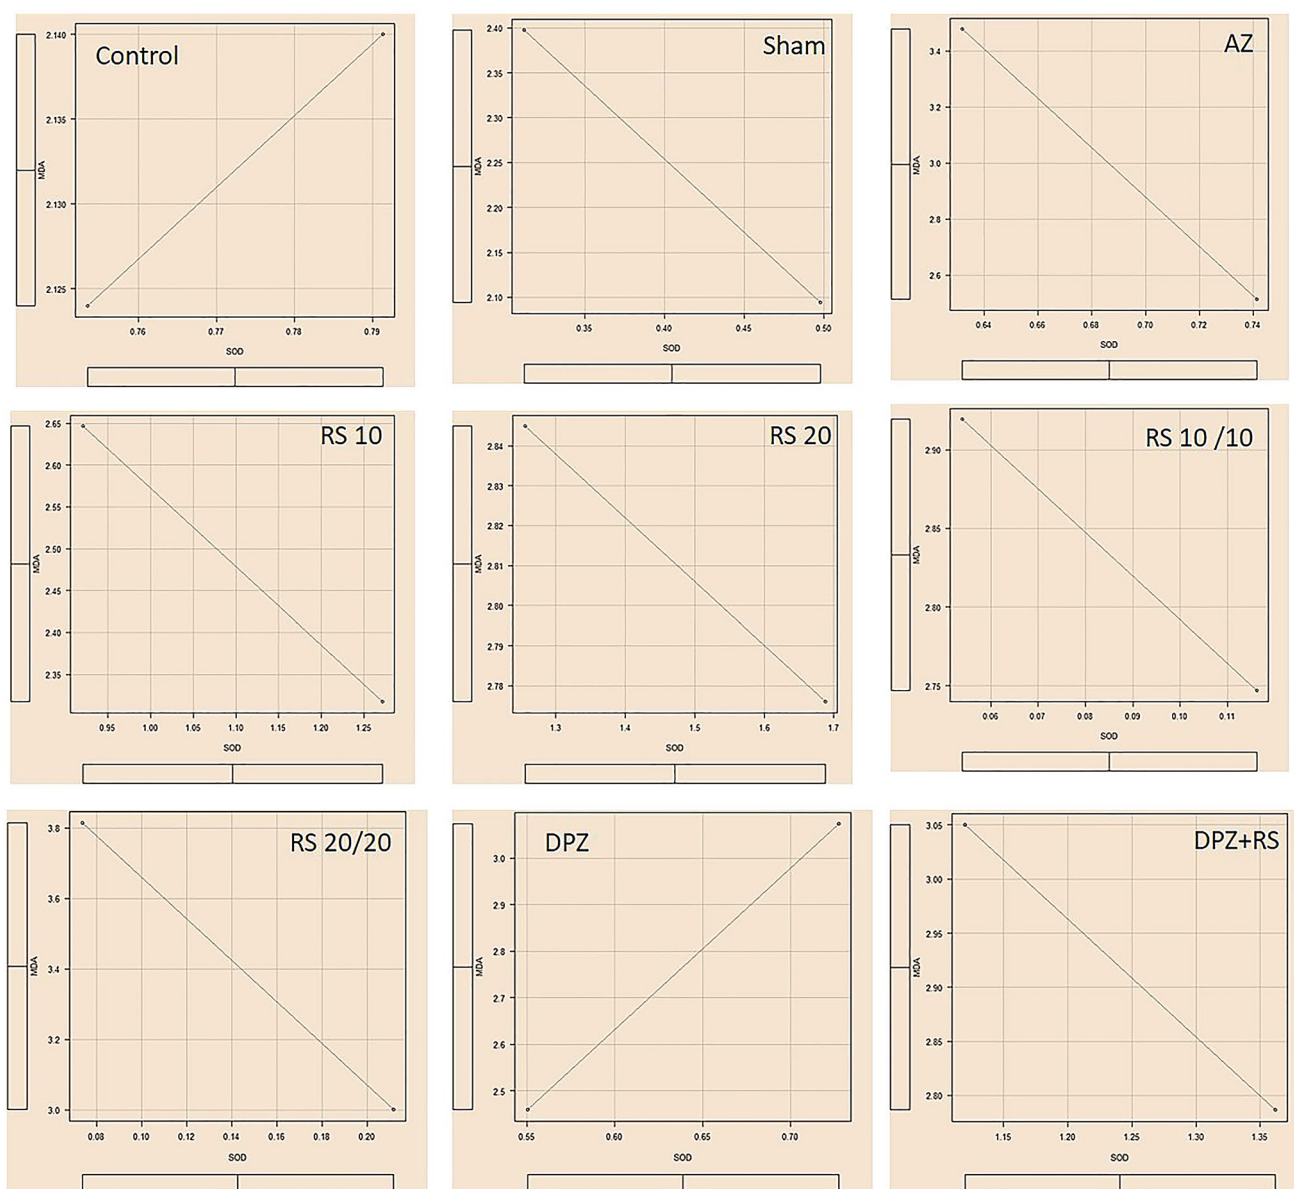 Control
2.140
2.135
2.130
2.125
MDA
0.76 0.77 0.78 0.79
SOD
Sham
2.40
2.35
2.30
2.25
2.20
2.15
2.10
MDA
0.35 0.40 0.45 0.50
SOD
AZ
3.4
3.2
3.0
2.8
2.6
MDA
0.64 0.66 0.68 0.70 0.72 0.74
SOD
RS 10
2.65
2.60
2.55
2.50
2.45
2.40
2.35
MDA
0.95 1.00 1.05 1.10 1.15 1.20 1.25
SOD
RS 20
2.84
2.83
2.82
2.81
2.80
2.79
2.78
MDA
1.3 1.4 1.5 1.6 1.7
SOD
RS 10 /10
2.90
2.85
2.80
2.75
MDA
0.06 0.07 0.08 0.09 0.10 0.11
SOD
RS 20/20
3.8
3.6
3.4
3.2
3.0
MDA
0.08 0.10 0.12 0.14 0.16 0.18 0.20
SOD
DPZ
3.0
2.9
2.8
2.7
2.6
2.5
MDA
0.55 0.60 0.65 0.70
SOD
DPZ+RS
3.05
3.00
2.95
2.90
2.85
2.80
MDA
1.15 1.20 1.25 1.30 1.35
SOD